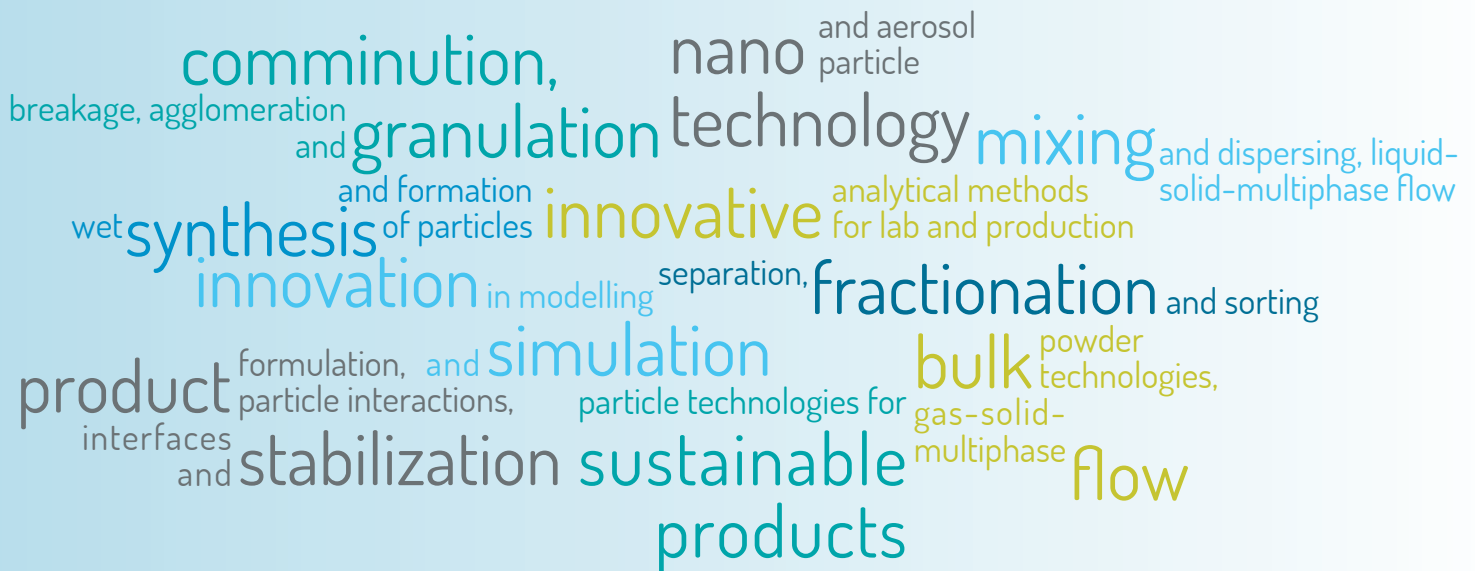 comminution,
breakage, agglomeration
and granulation
nano and aerosol
particle
technology
mixing and dispersing, liquid-
solid-multiphase flow
and formation
wet synthesis of particles
innovative analytical methods
for lab and production
innovation in modelling
and simulation
separation, fractionation and sorting
product formulation,
particle interactions,
interfaces
and stabilization
particle technologies for
sustainable
products
bulk powder
technologies,
gas-solid-
multiphase flow